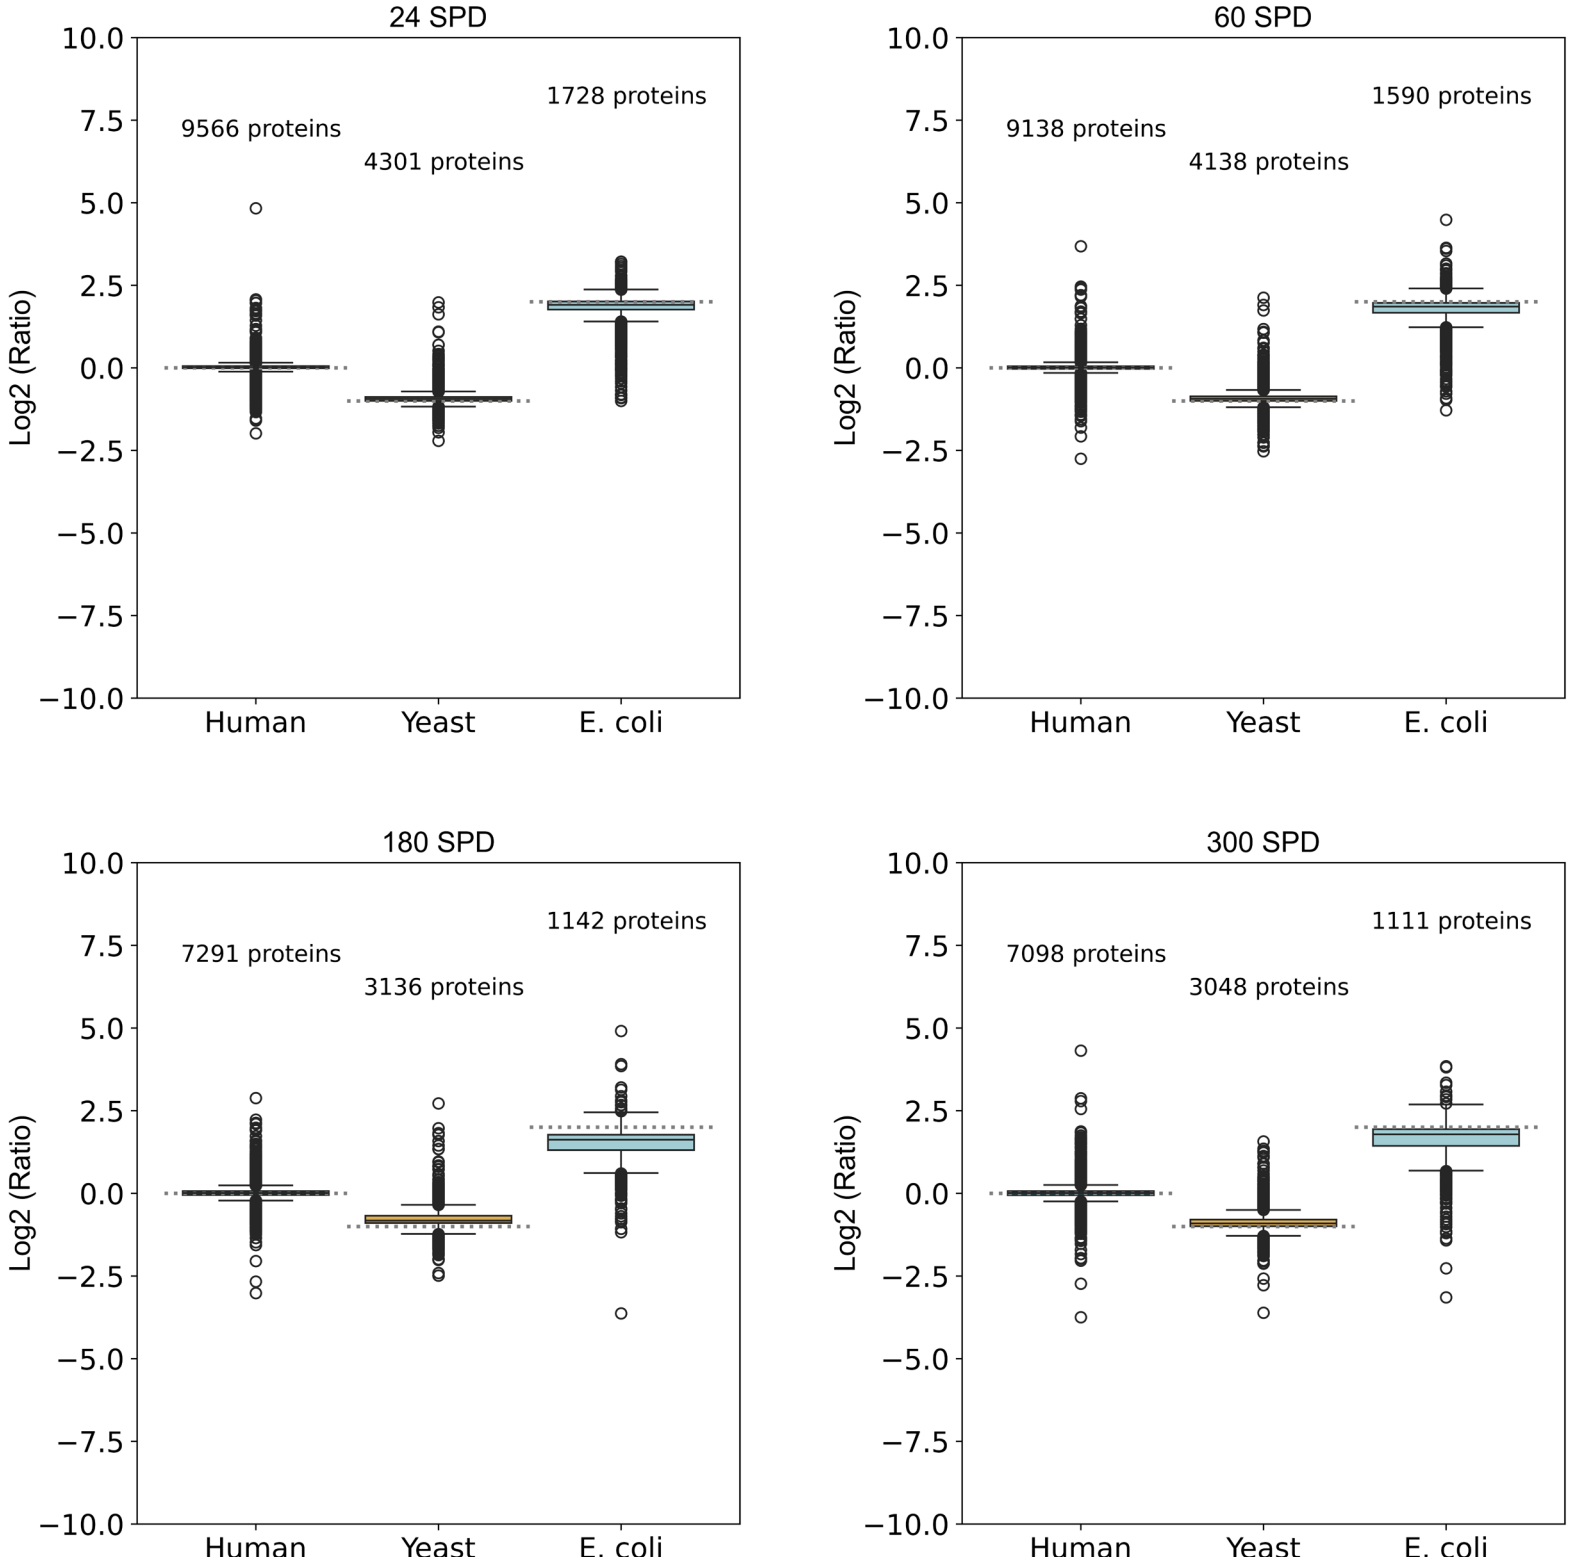 24 SPD
10.0
7.5
5.0
2.5
0.0
−2.5
−5.0
−7.5
−10.0
Log2 (Ratio)
9566 proteins
4301 proteins
1728 proteins
Human
Yeast
E. coli
60 SPD
10.0
7.5
5.0
2.5
0.0
−2.5
−5.0
−7.5
−10.0
Log2 (Ratio)
9138 proteins
4138 proteins
1590 proteins
Human
Yeast
E. coli
180 SPD
10.0
7.5
5.0
2.5
0.0
−2.5
−5.0
−7.5
−10.0
Log2 (Ratio)
7291 proteins
3136 proteins
1142 proteins
Human
Yeast
E. coli
300 SPD
10.0
7.5
5.0
2.5
0.0
−2.5
−5.0
−7.5
−10.0
Log2 (Ratio)
7098 proteins
3048 proteins
1111 proteins
Human
Yeast
E. coli